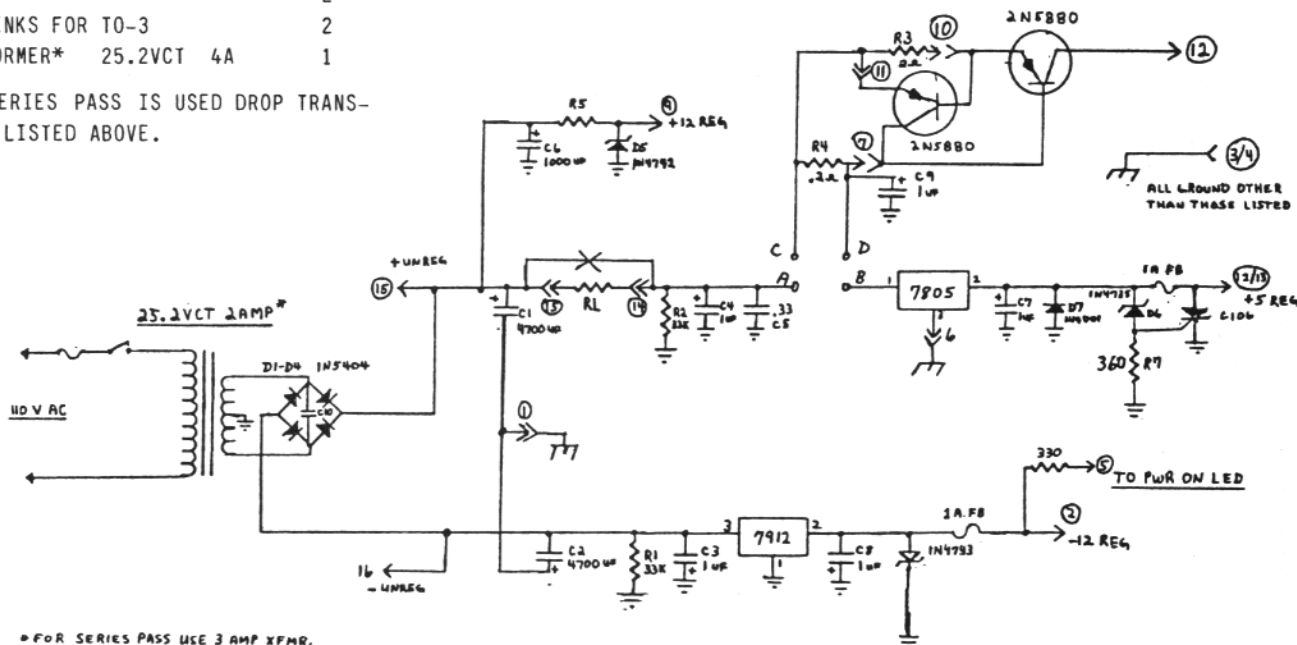 INKS FOR TO-3 2
ORMER* 25.2VCT 4A 1
ERIES PASS IS USED DROP TRANS-
LISTED ABOVE.
2N5880
10
R3
.2Ω
12
11
R5
9
+12 REG
C6
1000 UF
D5
2N5880
R4
.2Ω
7
C9
1UF
3/4
ALL GROUND OTHER
THAN THOSE LISTED
C D
+UNREG
15
A B
1 7805 2
3
6
1A FB
12/13
+5 REG
C1
4700 UF
13
RL
14
R2
33K
C4
1UF
.33
C5
C7
1UF
D7
1N4735
D6
C106
360 R7
25.2VCT 2AMP*
D1-D4 1N5404
C10
110 V AC
1
330
5
TO PWR ON LED
1A.FB
2
-12 REG
3 7912 2
1
C2
4700 UF
R1
33K
C3
1UF
C8
1UF
16
-UNREG
*FOR SERIES PASS USE 3 AMP XFMR.